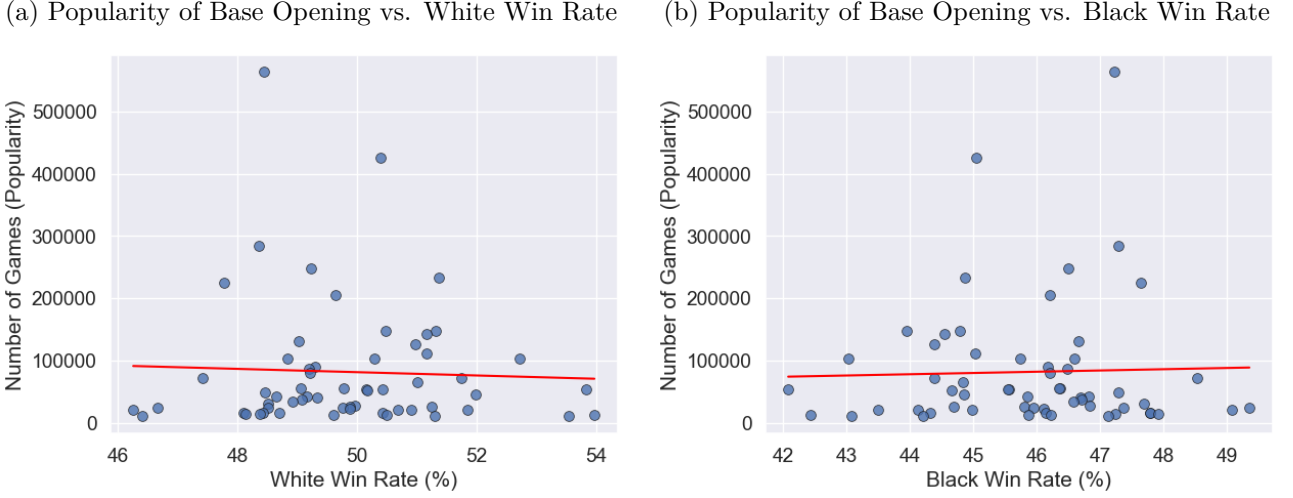 (a) Popularity of Base Opening vs. White Win Rate
(b) Popularity of Base Opening vs. Black Win Rate
Number of Games (Popularity)
500000
400000
300000
200000
100000
0
46 48 50 52 54
White Win Rate (%)
Number of Games (Popularity)
500000
400000
300000
200000
100000
0
42 43 44 45 46 47 48 49
Black Win Rate (%)